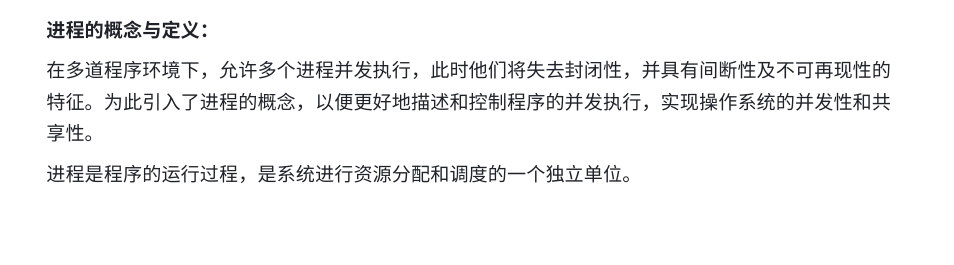 进程的概念与定义：
在多道程序环境下，允许多个进程并发执行，此时他们将失去封闭性，并具有间断性及不可再现性的
特征。为此引入了进程的概念，以便更好地描述和控制程序的并发执行，实现操作系统的并发性和共
享性。
进程是程序的运行过程，是系统进行资源分配和调度的一个独立单位。